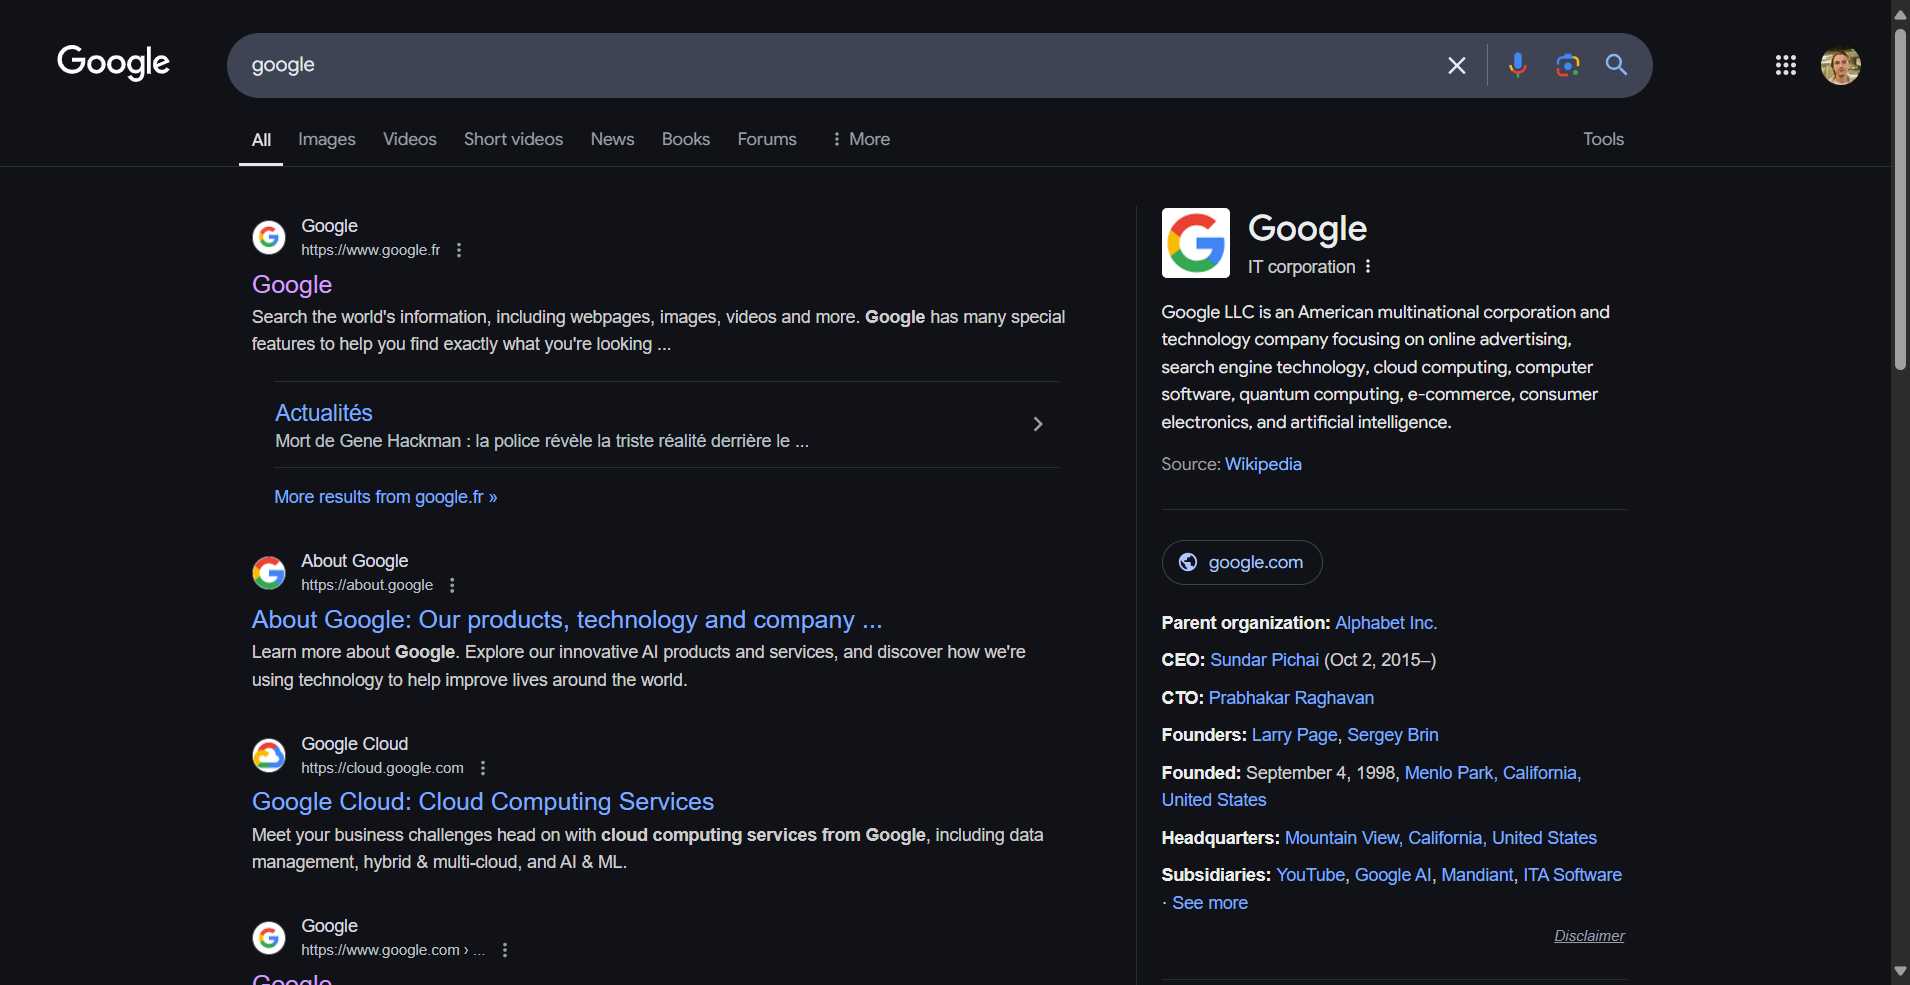 Google
google
All
Images
Videos
Short videos
News
Books
Forums
More
Tools
Google
https://www.google.fr
Google
Search the world's information, including webpages, images, videos and more. Google has many special
features to help you find exactly what you're looking ...
Actualités
Mort de Gene Hackman : la police révèle la triste réalité derrière le ...
More results from google.fr »
About Google
https://about.google
About Google: Our products, technology and company ...
Learn more about Google. Explore our innovative AI products and services, and discover how we're
using technology to help improve lives around the world.
Google Cloud
https://cloud.google.com
Google Cloud: Cloud Computing Services
Meet your business challenges head on with cloud computing services from Google, including data
management, hybrid & multi-cloud, and AI & ML.
Google
https://www.google.com › ...
Google
Google
IT corporation
Google LLC is an American multinational corporation and
technology company focusing on online advertising,
search engine technology, cloud computing, computer
software, quantum computing, e-commerce, consumer
electronics, and artificial intelligence.
Source: Wikipedia
google.com
Parent organization: Alphabet Inc.
CEO: Sundar Pichai (Oct 2, 2015–)
CTO: Prabhakar Raghavan
Founders: Larry Page, Sergey Brin
Founded: September 4, 1998, Menlo Park, California,
United States
Headquarters: Mountain View, California, United States
Subsidiaries: YouTube, Google AI, Mandiant, ITA Software
· See more
Disclaimer